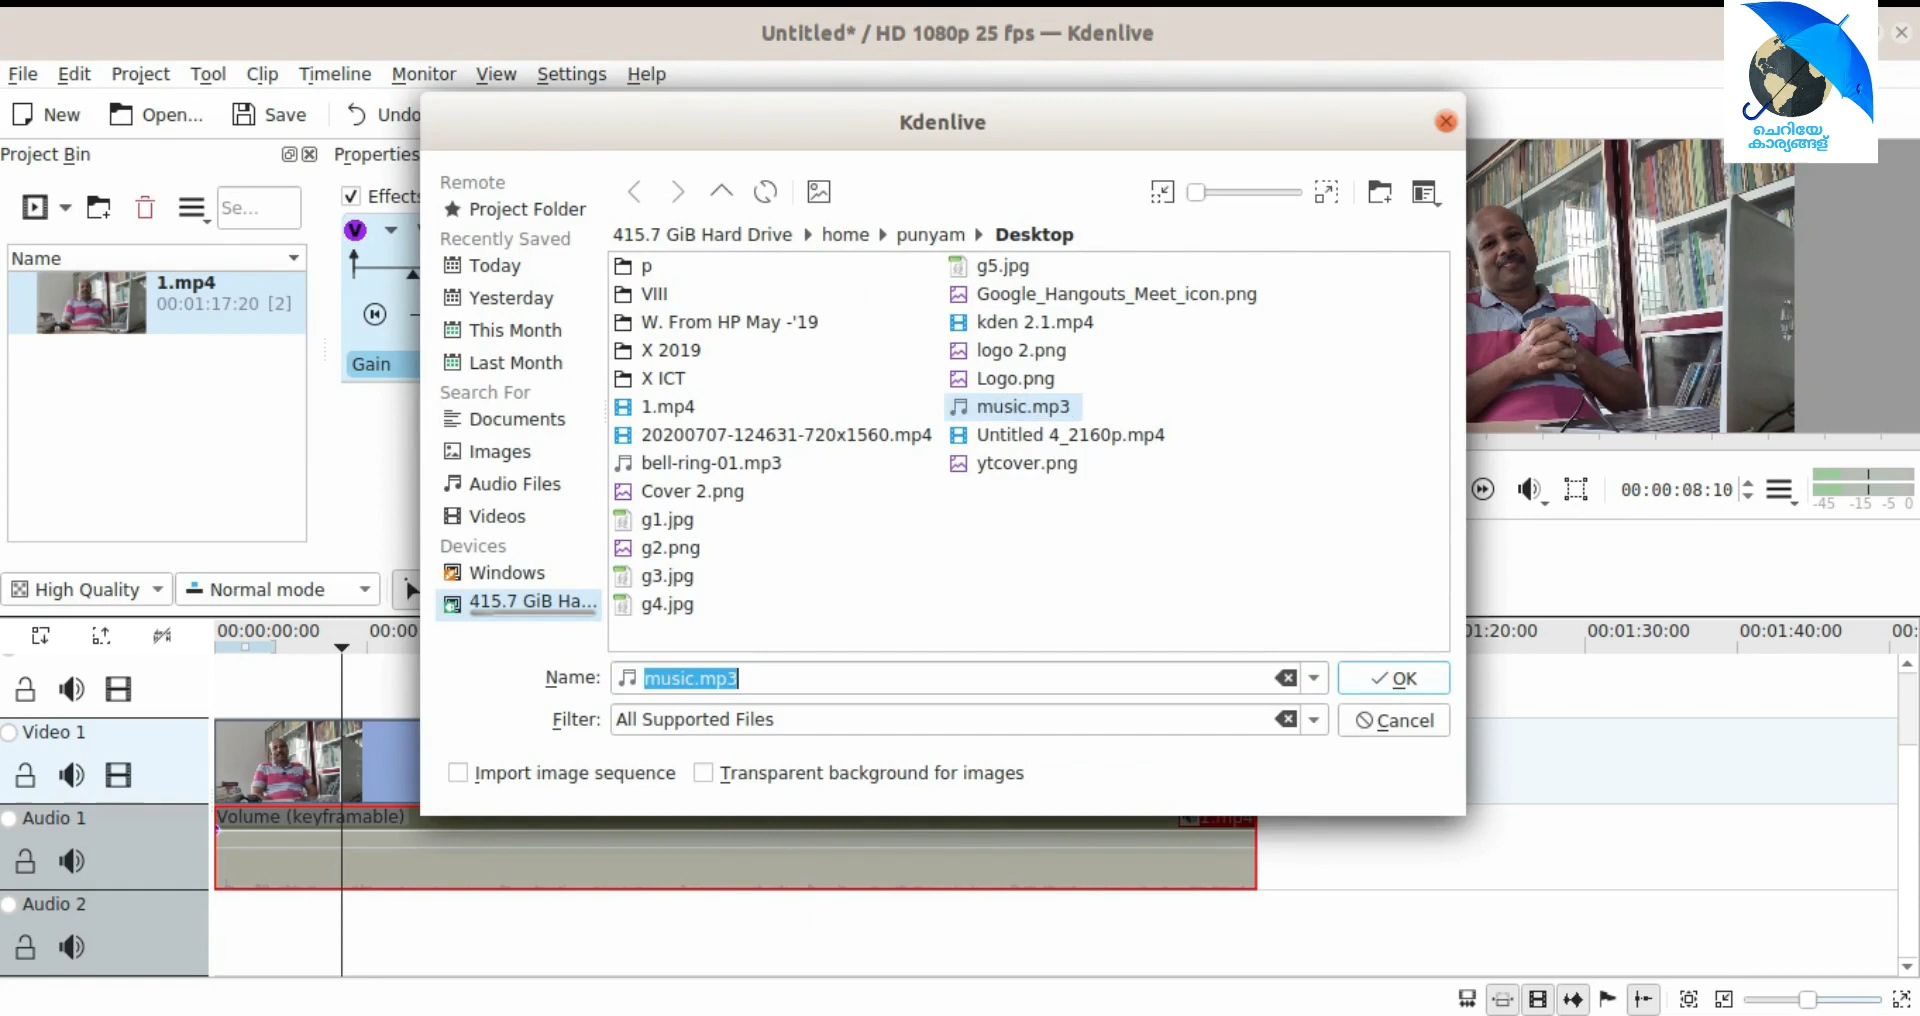 Untitled* / HD 1080p 25 fps — Kdenlive
File Edit Project Tool Clip Timeline Monitor View Settings Help
New Open... Save Undo
ചെറിയേ
കാര്യങ്ങള്
Kdenlive
Project Bin
Properties
Se...
Effects
Name
1.mp4
00:01:17:20 [2]
Gain
Remote
Project Folder
Recently Saved
Today
Yesterday
This Month
Last Month
Search For
Documents
Images
Audio Files
Videos
Devices
Windows
415.7 GiB Ha...
415.7 GiB Hard Drive home punyam Desktop
p
VIII
W. From HP May -'19
X 2019
X ICT
1.mp4
20200707-124631-720x1560.mp4
bell-ring-01.mp3
Cover 2.png
g1.jpg
g2.png
g3.jpg
g4.jpg
g5.jpg
Google_Hangouts_Meet_icon.png
kden 2.1.mp4
logo 2.png
Logo.png
music.mp3
Untitled 4_2160p.mp4
ytcover.png
Name: music.mp3 OK
Filter: All Supported Files Cancel
Import image sequence Transparent background for images
00:00:08:10
-45 -15 -5 0
High Quality Normal mode
00:00:00:00 00:00 01:20:00 00:01:30:00 00:01:40:00 00:
Video 1
Audio 1
Volume (keyframable)
1.mp4
Audio 2